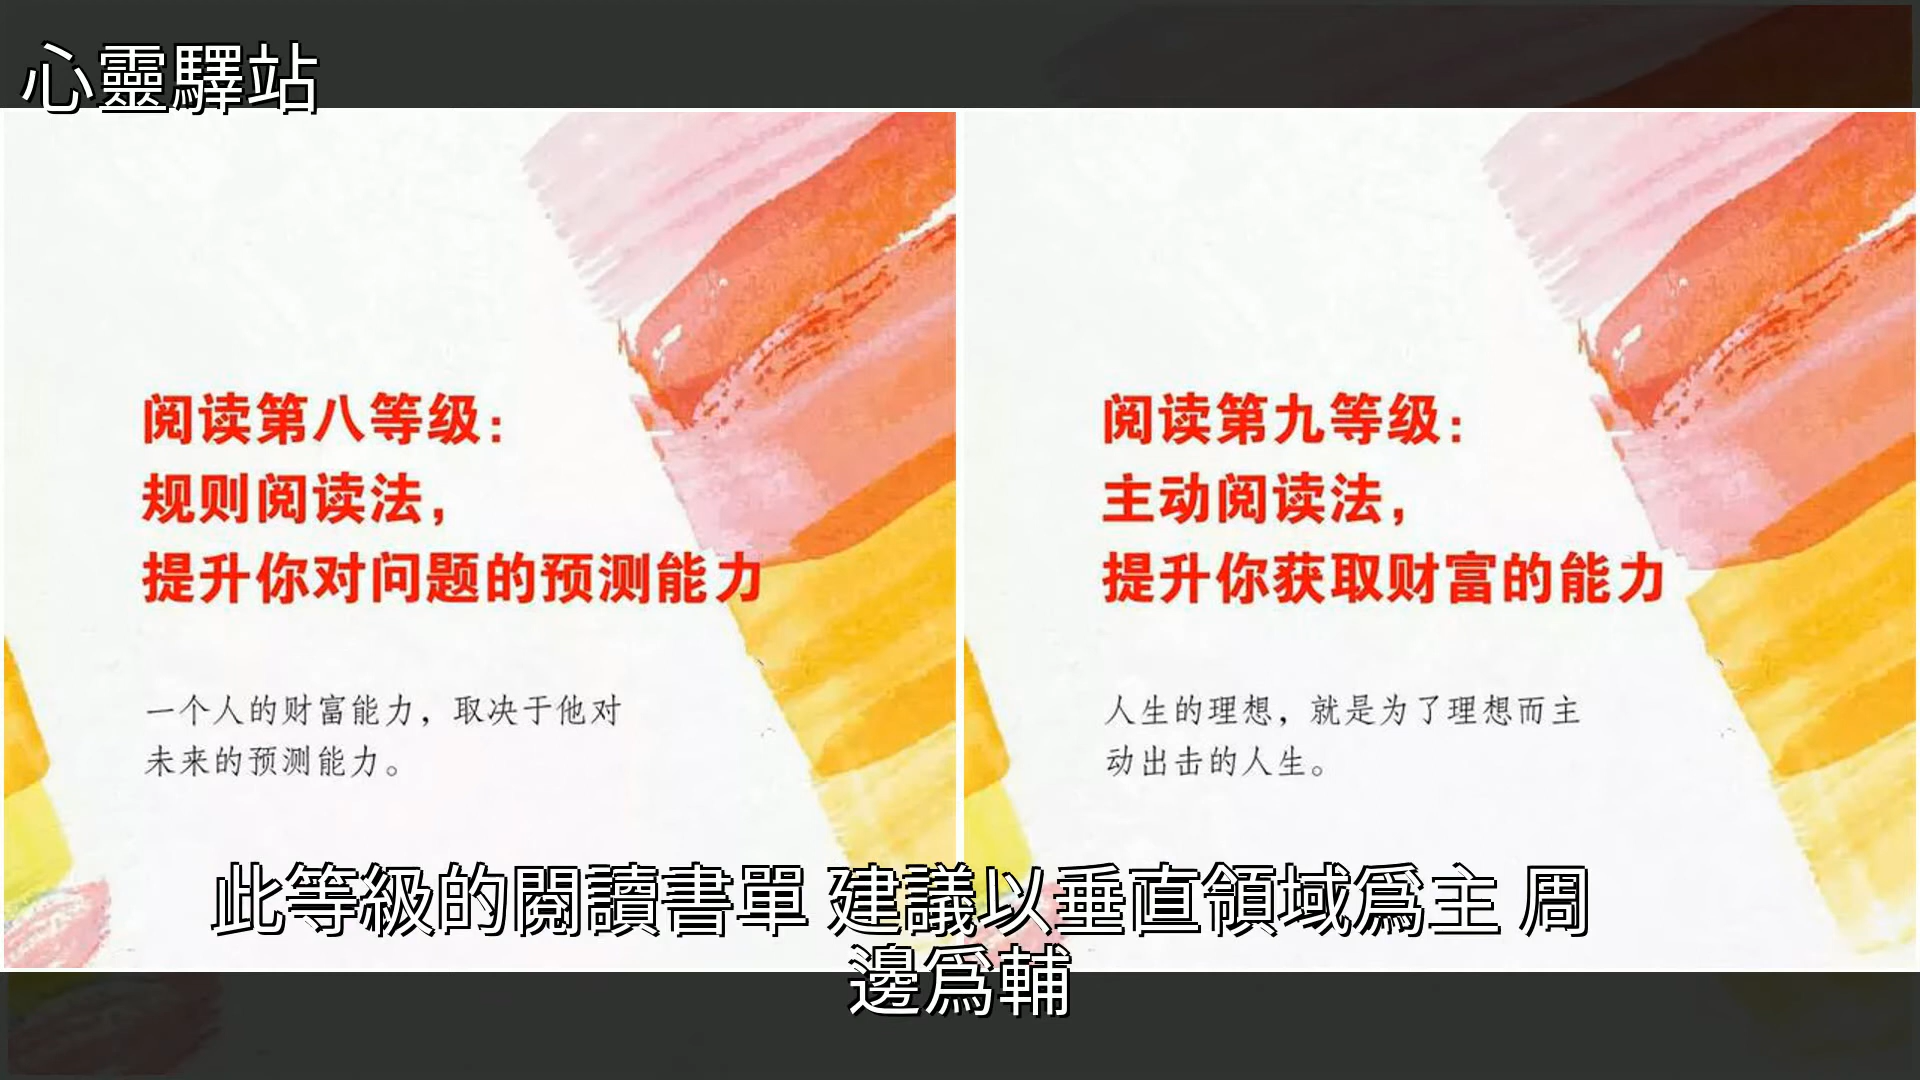 心靈驛站
阅读第八等级：
规则阅读法，
提升你对问题的预测能力
一个人的财富能力，取决于他对
未来的预测能力。
阅读第九等级：
主动阅读法，
提升你获取财富的能力
人生的理想，就是为了理想而主
动出击的人生。
此等級的閱讀書單 建議以垂直領域爲主 周
邊爲輔